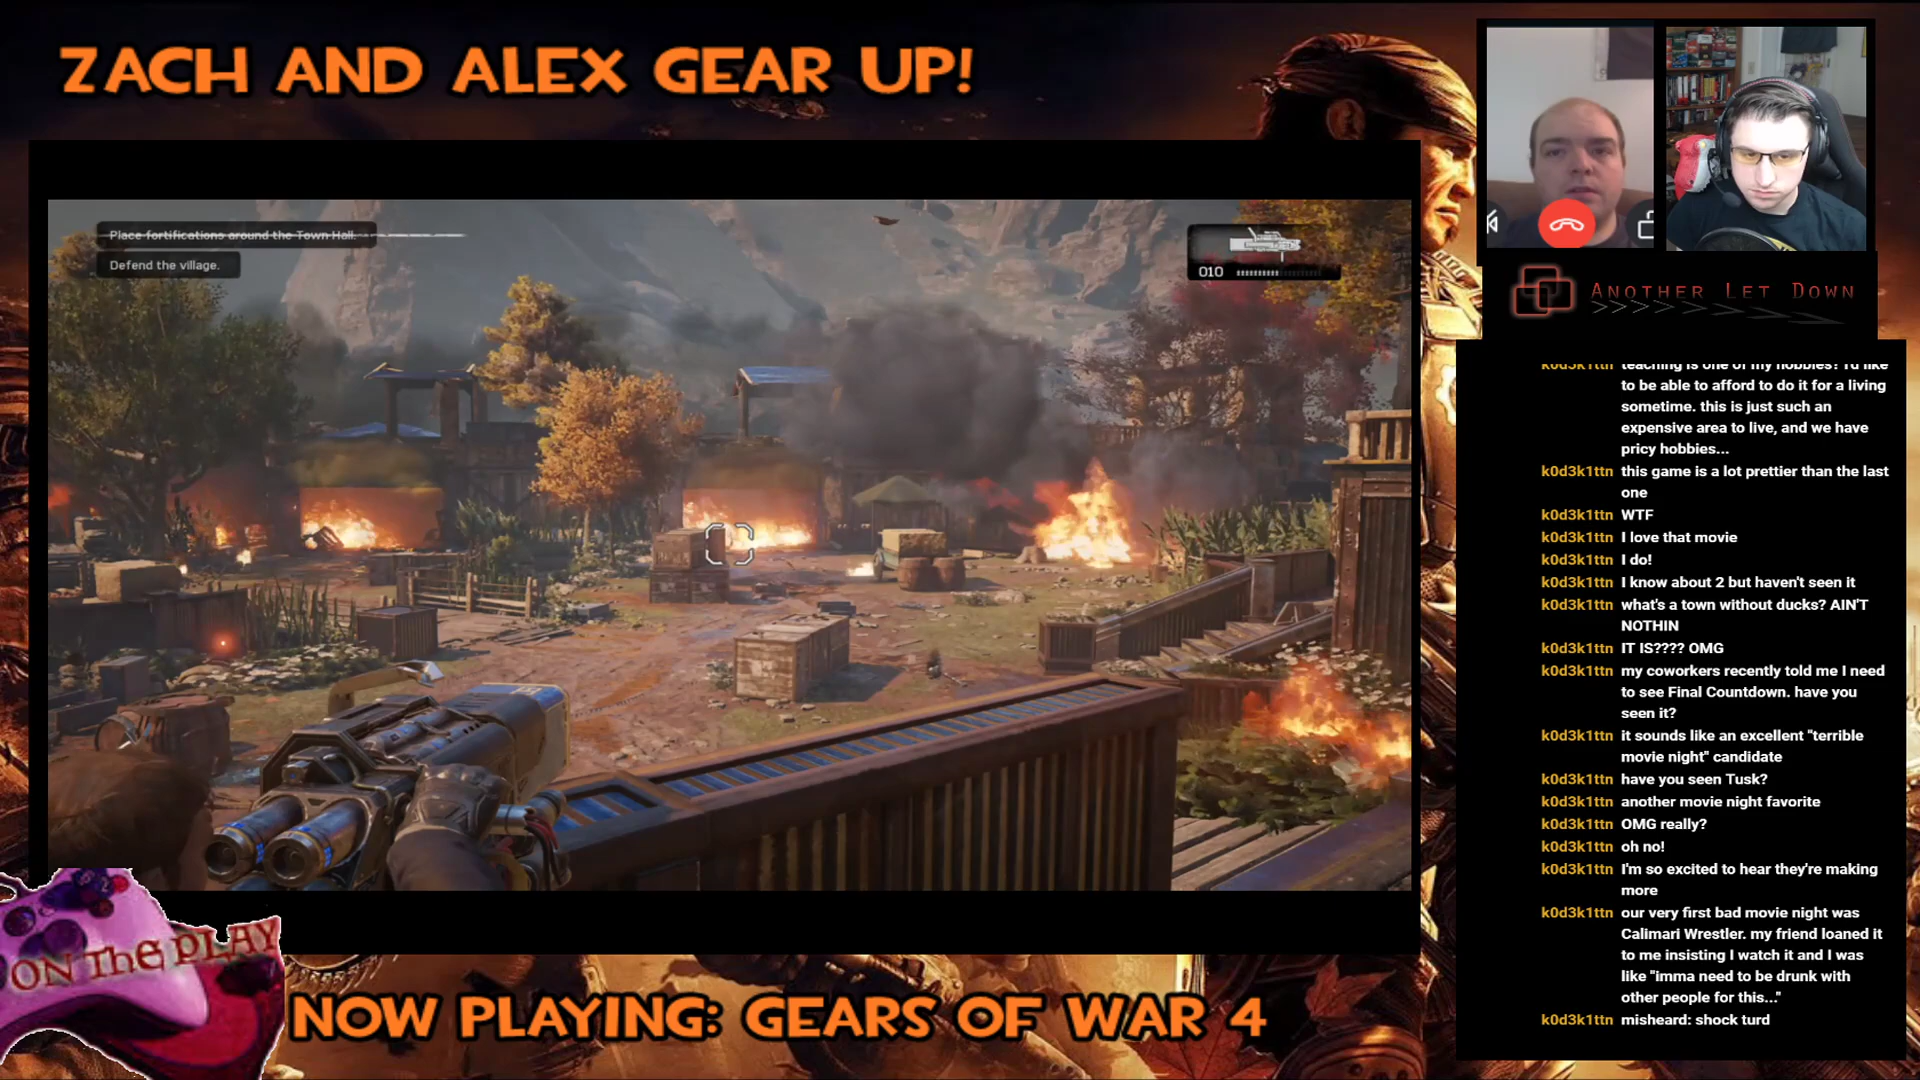 ZACH AND ALEX GEAR UP!
Place fortifications around the Town Hall.
Defend the village.
010
ANOTHER LET DOWN
k0d3k1ttn teaching is one of my hobbies! I'd like
to be able to afford to do it for a living
sometime. this is just such an
expensive area to live, and we have
pricy hobbies...
k0d3k1ttn this game is a lot prettier than the last
one
k0d3k1ttn WTF
k0d3k1ttn I love that movie
k0d3k1ttn I do!
k0d3k1ttn I know about 2 but haven't seen it
k0d3k1ttn what's a town without ducks? AIN'T
NOTHIN
k0d3k1ttn IT IS???? OMG
k0d3k1ttn my coworkers recently told me I need
to see Final Countdown. have you
seen it?
k0d3k1ttn it sounds like an excellent "terrible
movie night" candidate
k0d3k1ttn have you seen Tusk?
k0d3k1ttn another movie night favorite
k0d3k1ttn OMG really?
k0d3k1ttn oh no!
k0d3k1ttn I'm so excited to hear they're making
more
k0d3k1ttn our very first bad movie night was
Calimari Wrestler. my friend loaned it
to me insisting I watch it and I was
like "imma need to be drunk with
other people for this..."
k0d3k1ttn misheard: shock turd
ON THE PLAY
NOW PLAYING: GEARS OF WAR 4